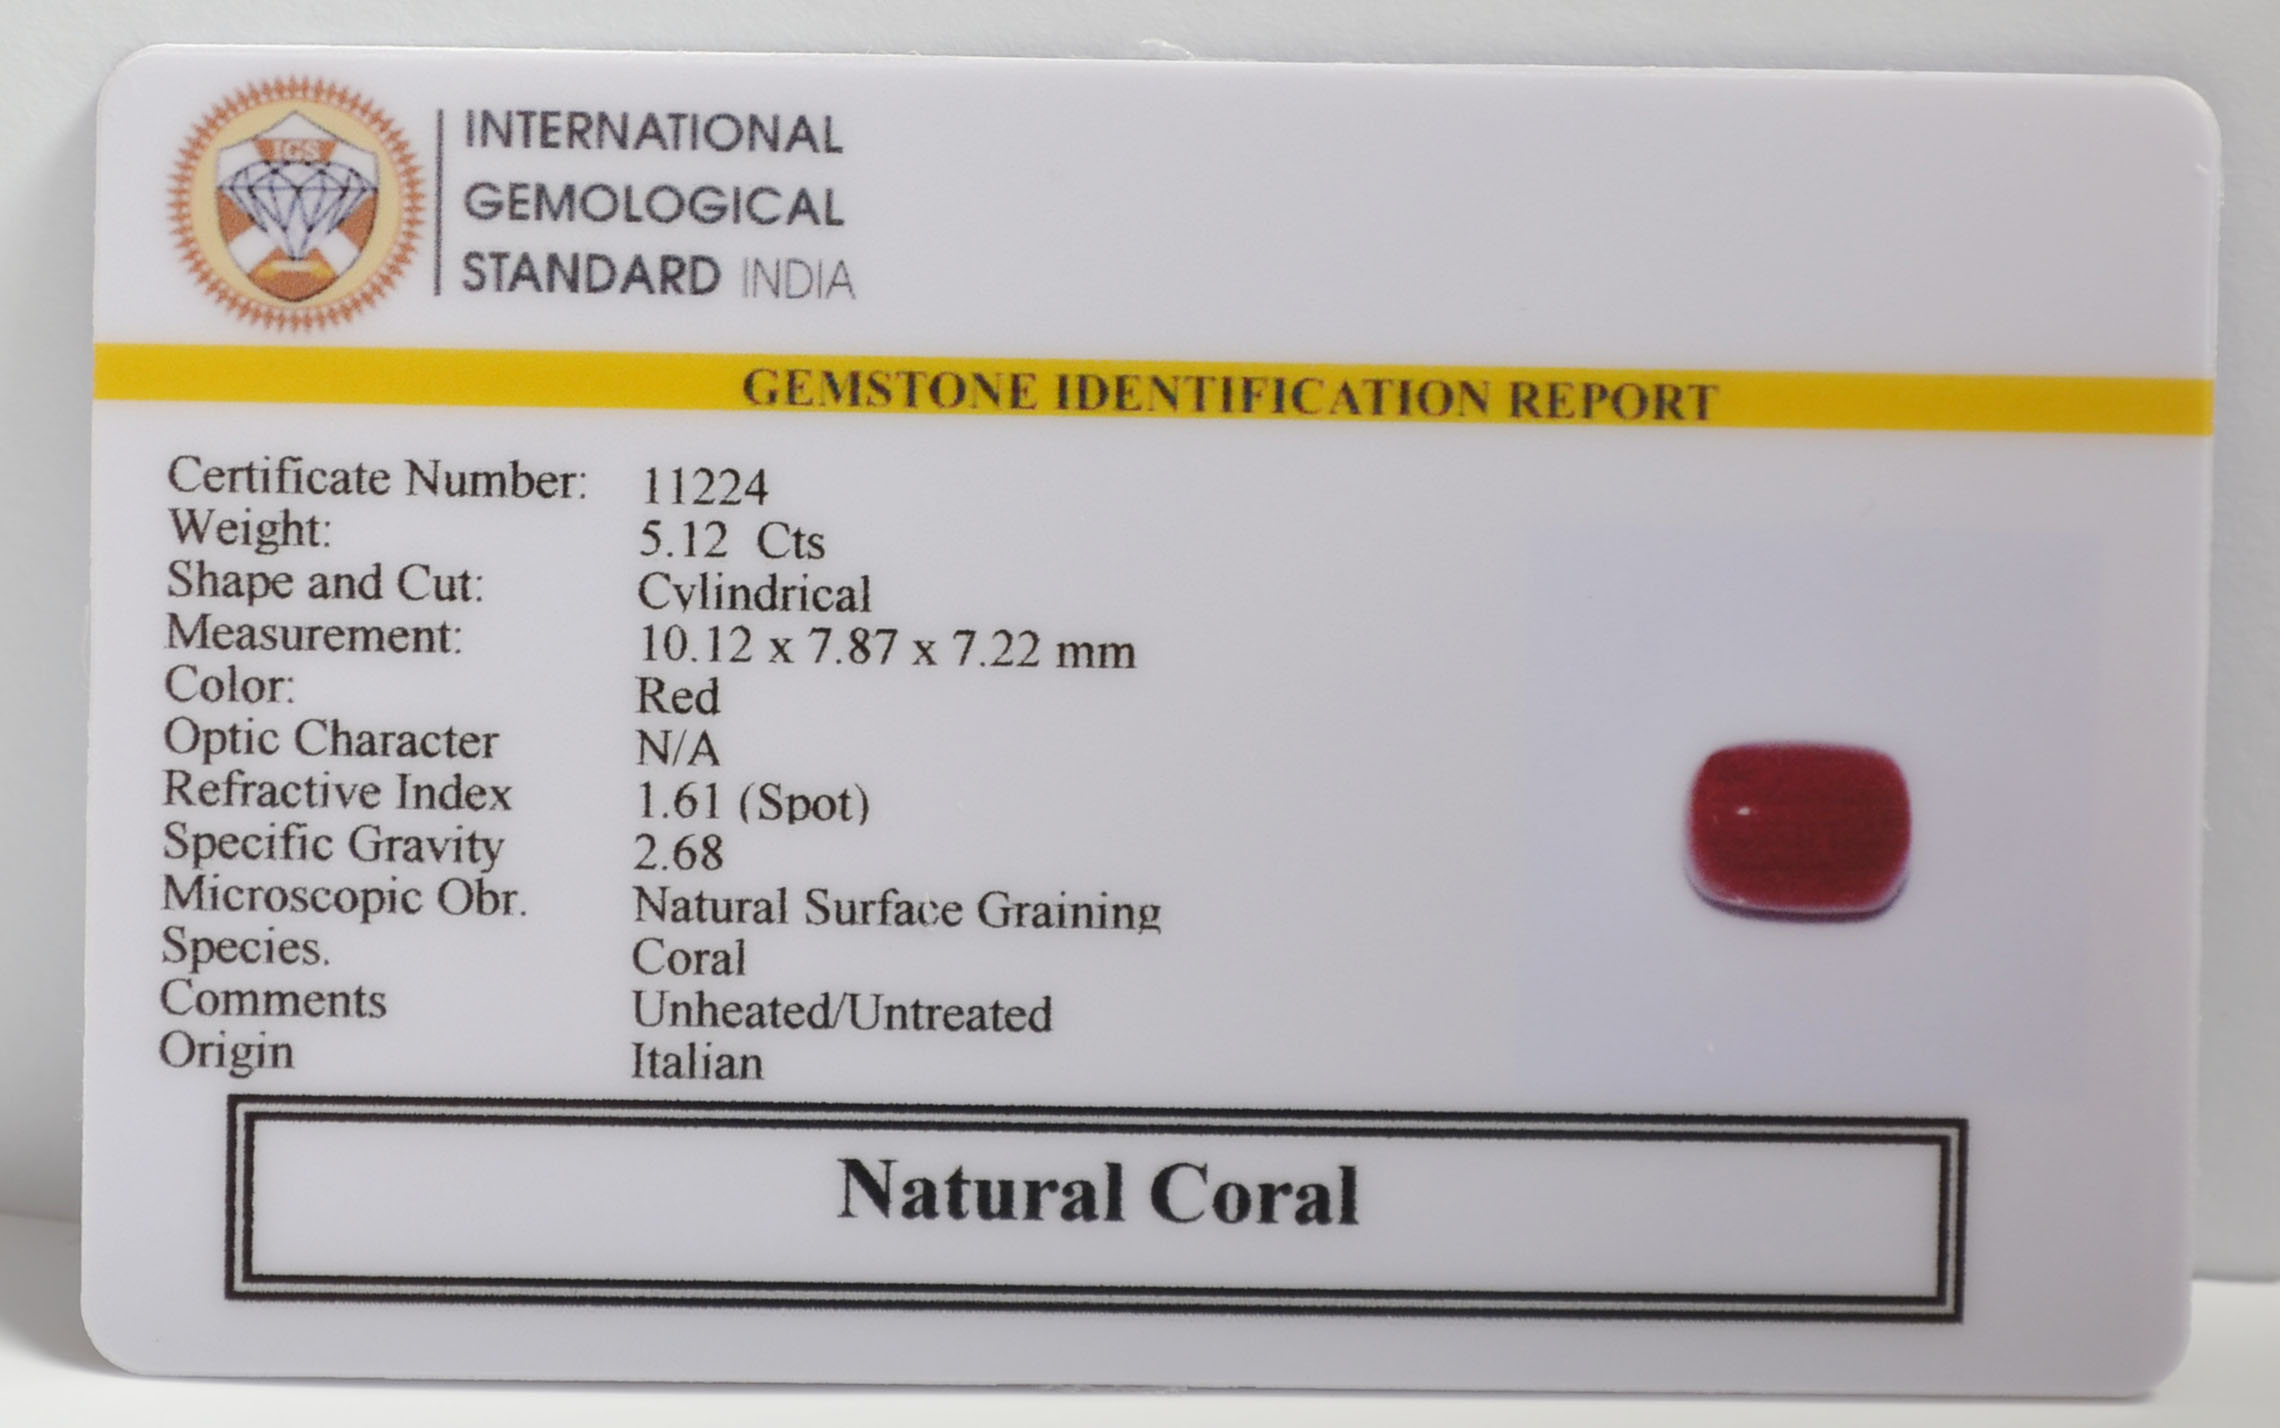 IGS
INTERNATIONAL
GEMOLOGICAL
STANDARD INDIA
GEMSTONE IDENTIFICATION REPORT
Certificate Number: 11224
Weight: 5.12 Cts
Shape and Cut: Cylindrical
Measurement: 10.12 x 7.87 x 7.22 mm
Color: Red
Optic Character N/A
Refractive Index 1.61 (Spot)
Specific Gravity 2.68
Microscopic Obr. Natural Surface Graining
Species. Coral
Comments Unheated/Untreated
Origin Italian
Natural Coral